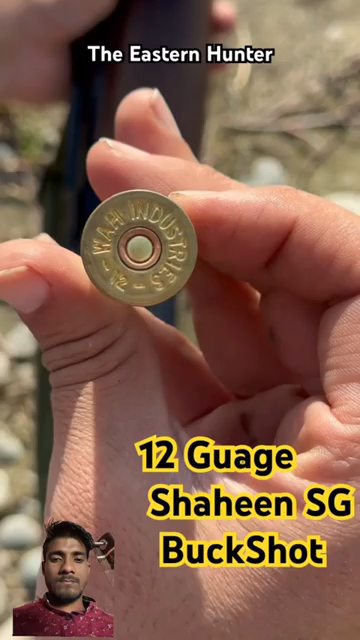 The Eastern Hunter
WAH INDUSTRIES
- 12 -
12 Guage
Shaheen SG
BuckShot